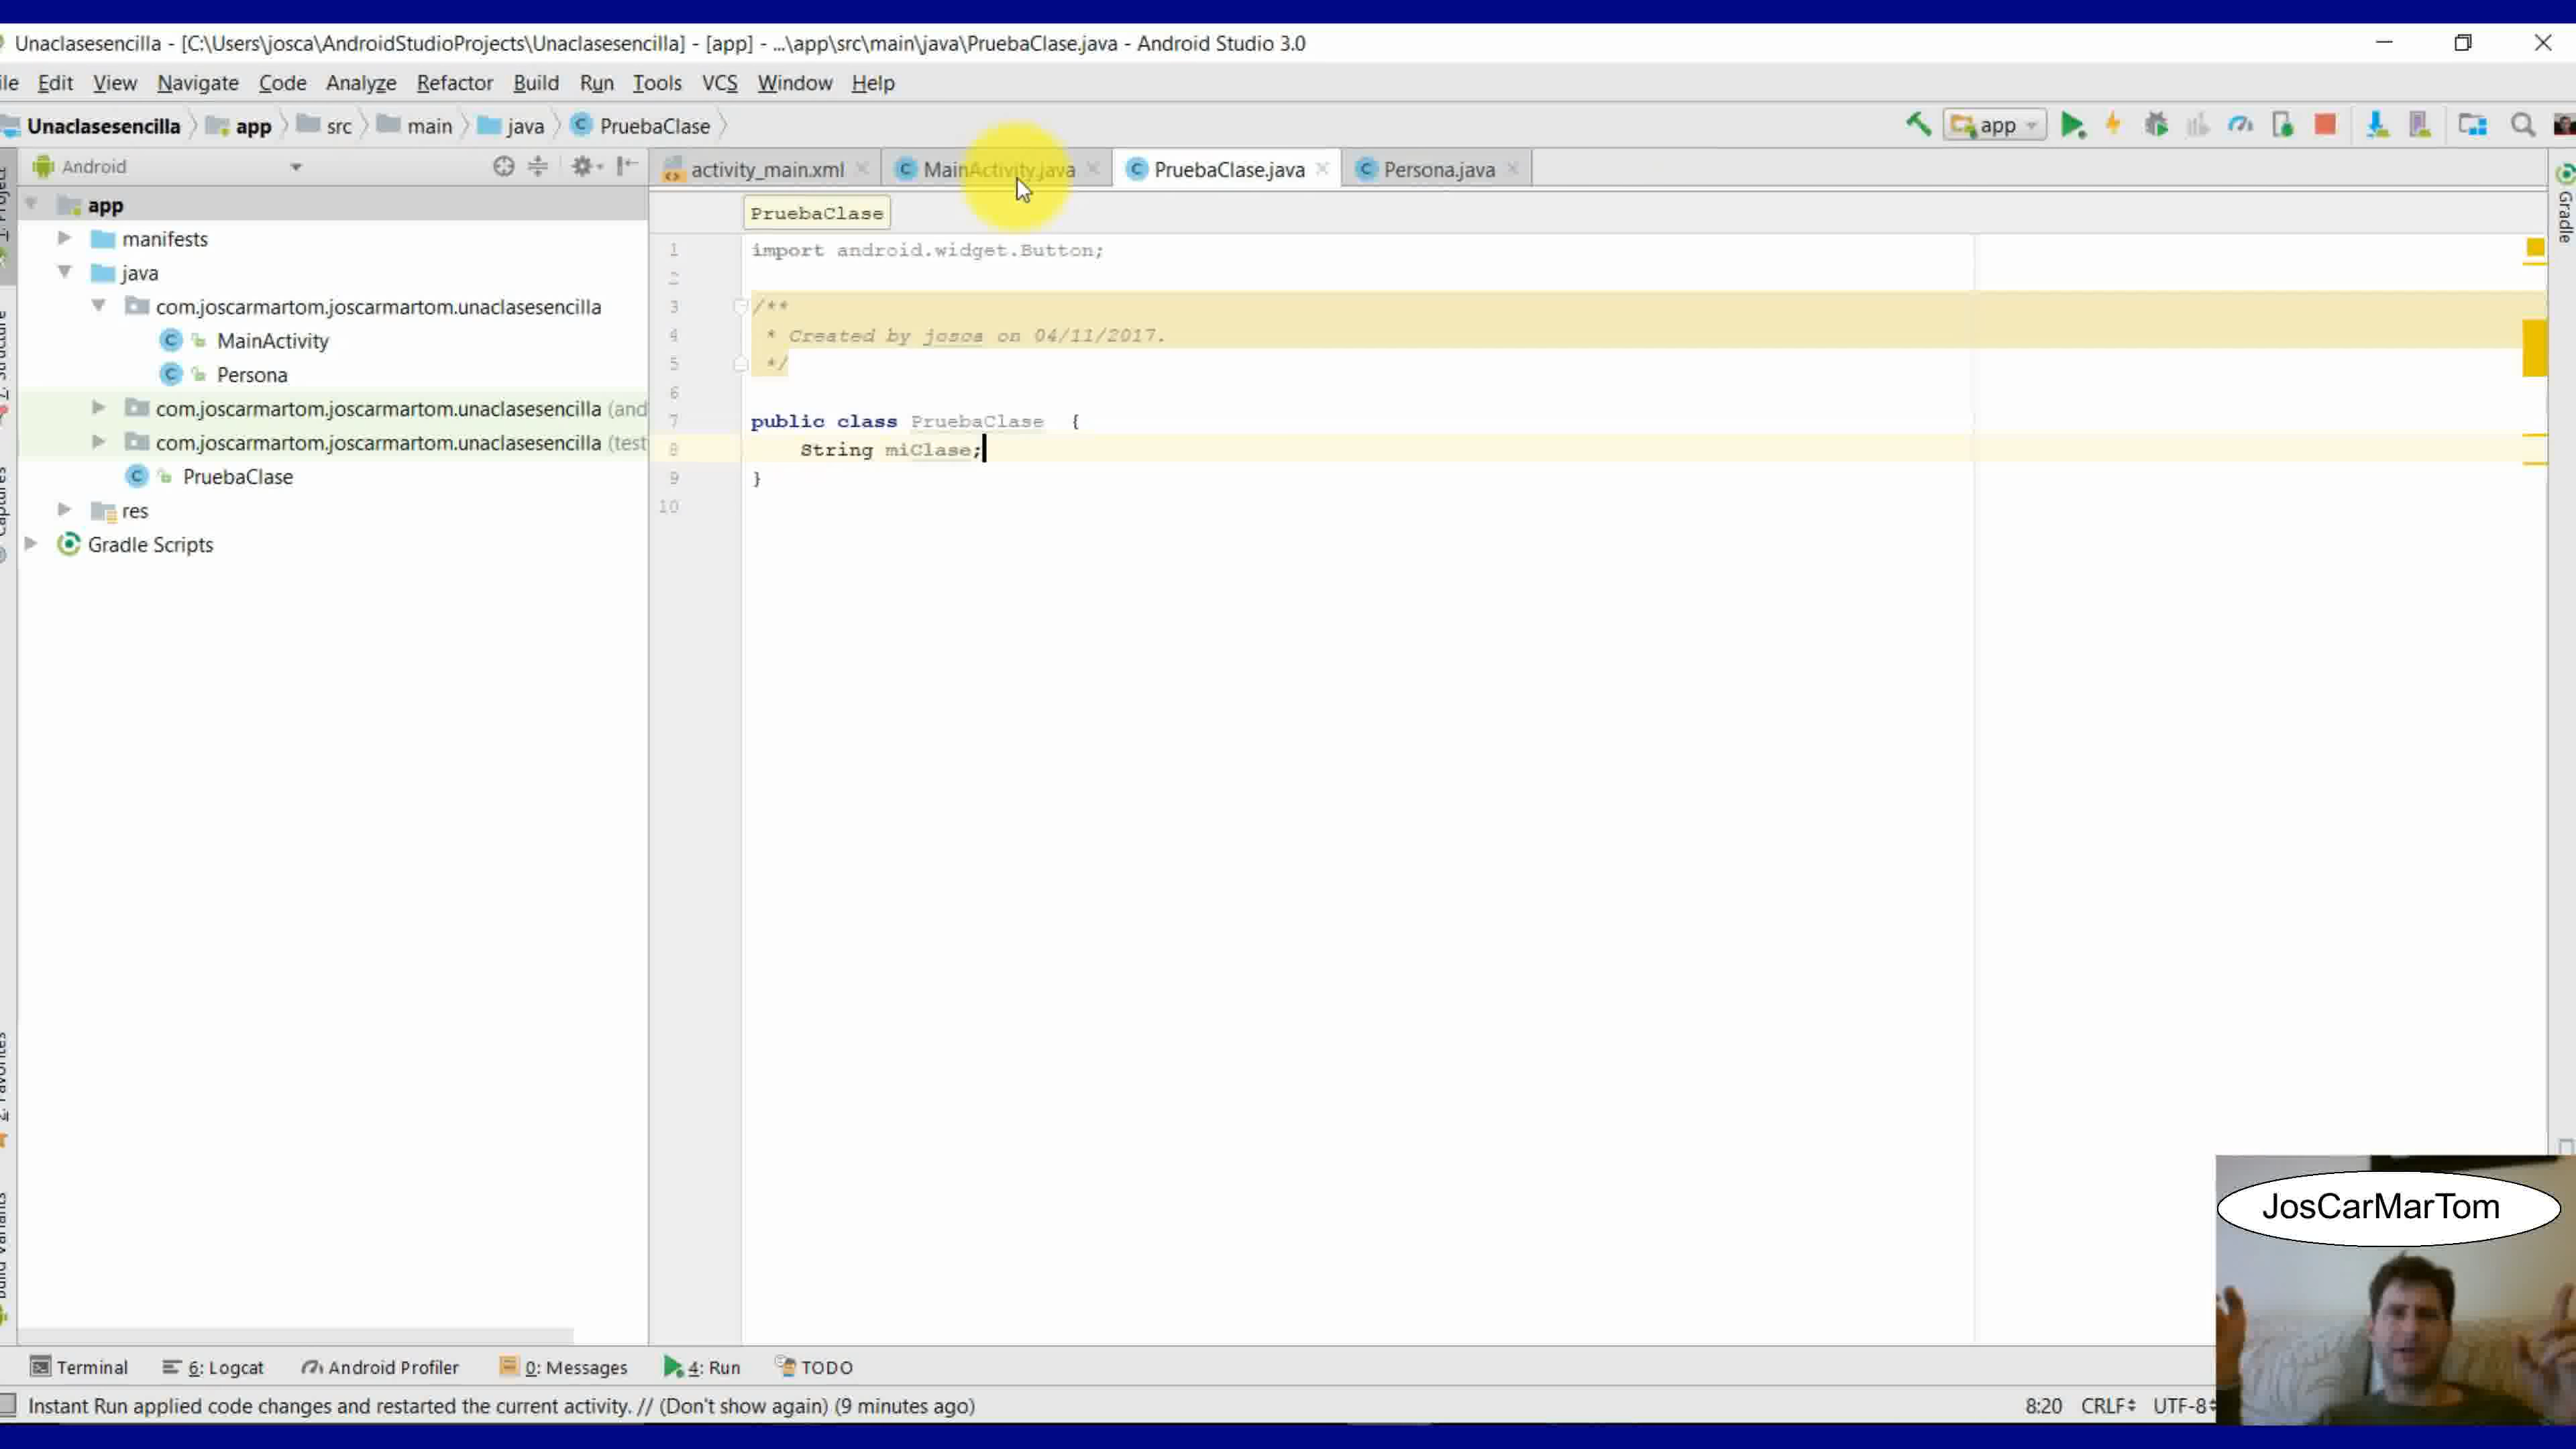 Unaclasesencilla - [C:\Users\josca\AndroidStudioProjects\Unaclasesencilla] - [app] - ...\app\src\main\java\PruebaClase.java - Android Studio 3.0
Edit View Navigate Code Analyze Refactor Build Run Tools VCS Window Help
Unaclasesencilla app src main java PruebaClase
app
Android
activity_main.xml MainActivity.java PruebaClase.java Persona.java
PruebaClase
app
manifests
java
com.joscarmartom.joscarmartom.unaclasesencilla
MainActivity
Persona
com.joscarmartom.joscarmartom.unaclasesencilla (and
com.joscarmartom.joscarmartom.unaclasesencilla (test
PruebaClase
res
Gradle Scripts
1 import android.widget.Button;
2
3 /**
4 * Created by josca on 04/11/2017.
5 */
6
7 public class PruebaClase {
8 String miClase;
9 }
10
Gradle
JosCarMarTom
Terminal 6: Logcat Android Profiler 0: Messages 4: Run TODO
Instant Run applied code changes and restarted the current activity. // (Don't show again) (9 minutes ago)
8:20 CRLF UTF-8